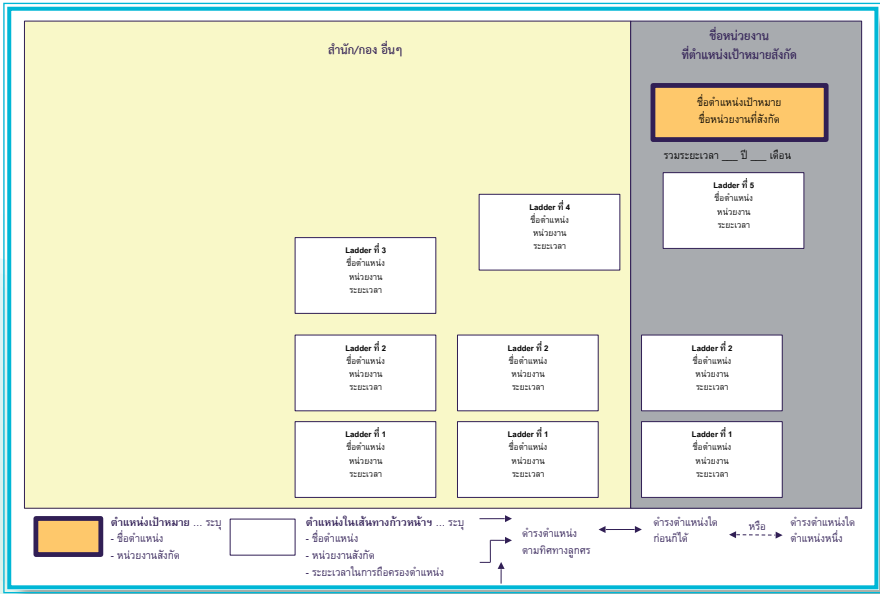 สำนัก/กอง อื่นๆ
ชื่อหน่วยงาน
ที่ตำแหน่งเป้าหมายสังกัด
ชื่อตำแหน่งเป้าหมาย
ชื่อหน่วยงานที่สังกัด
รวมระยะเวลา ___ ปี ___ เดือน
Ladder ที่ 5
ชื่อตำแหน่ง
หน่วยงาน
ระยะเวลา
Ladder ที่ 4
ชื่อตำแหน่ง
หน่วยงาน
ระยะเวลา
Ladder ที่ 3
ชื่อตำแหน่ง
หน่วยงาน
ระยะเวลา
Ladder ที่ 2
ชื่อตำแหน่ง
หน่วยงาน
ระยะเวลา
Ladder ที่ 2
ชื่อตำแหน่ง
หน่วยงาน
ระยะเวลา
Ladder ที่ 2
ชื่อตำแหน่ง
หน่วยงาน
ระยะเวลา
Ladder ที่ 1
ชื่อตำแหน่ง
หน่วยงาน
ระยะเวลา
Ladder ที่ 1
ชื่อตำแหน่ง
หน่วยงาน
ระยะเวลา
Ladder ที่ 1
ชื่อตำแหน่ง
หน่วยงาน
ระยะเวลา
ตำแหน่งเป้าหมาย ... ระบุ
- ชื่อตำแหน่ง
- หน่วยงานสังกัด
ตำแหน่งในเส้นทางก้าวหน้าฯ ... ระบุ
- ชื่อตำแหน่ง
- หน่วยงานสังกัด
- ระยะเวลาในการถือครองตำแหน่ง
ดำรงตำแหน่ง
ตามทิศทางลูกศร
ดำรงตำแหน่งใด
ก่อนก็ได้
หรือ
ดำรงตำแหน่งใด
ตำแหน่งหนึ่ง